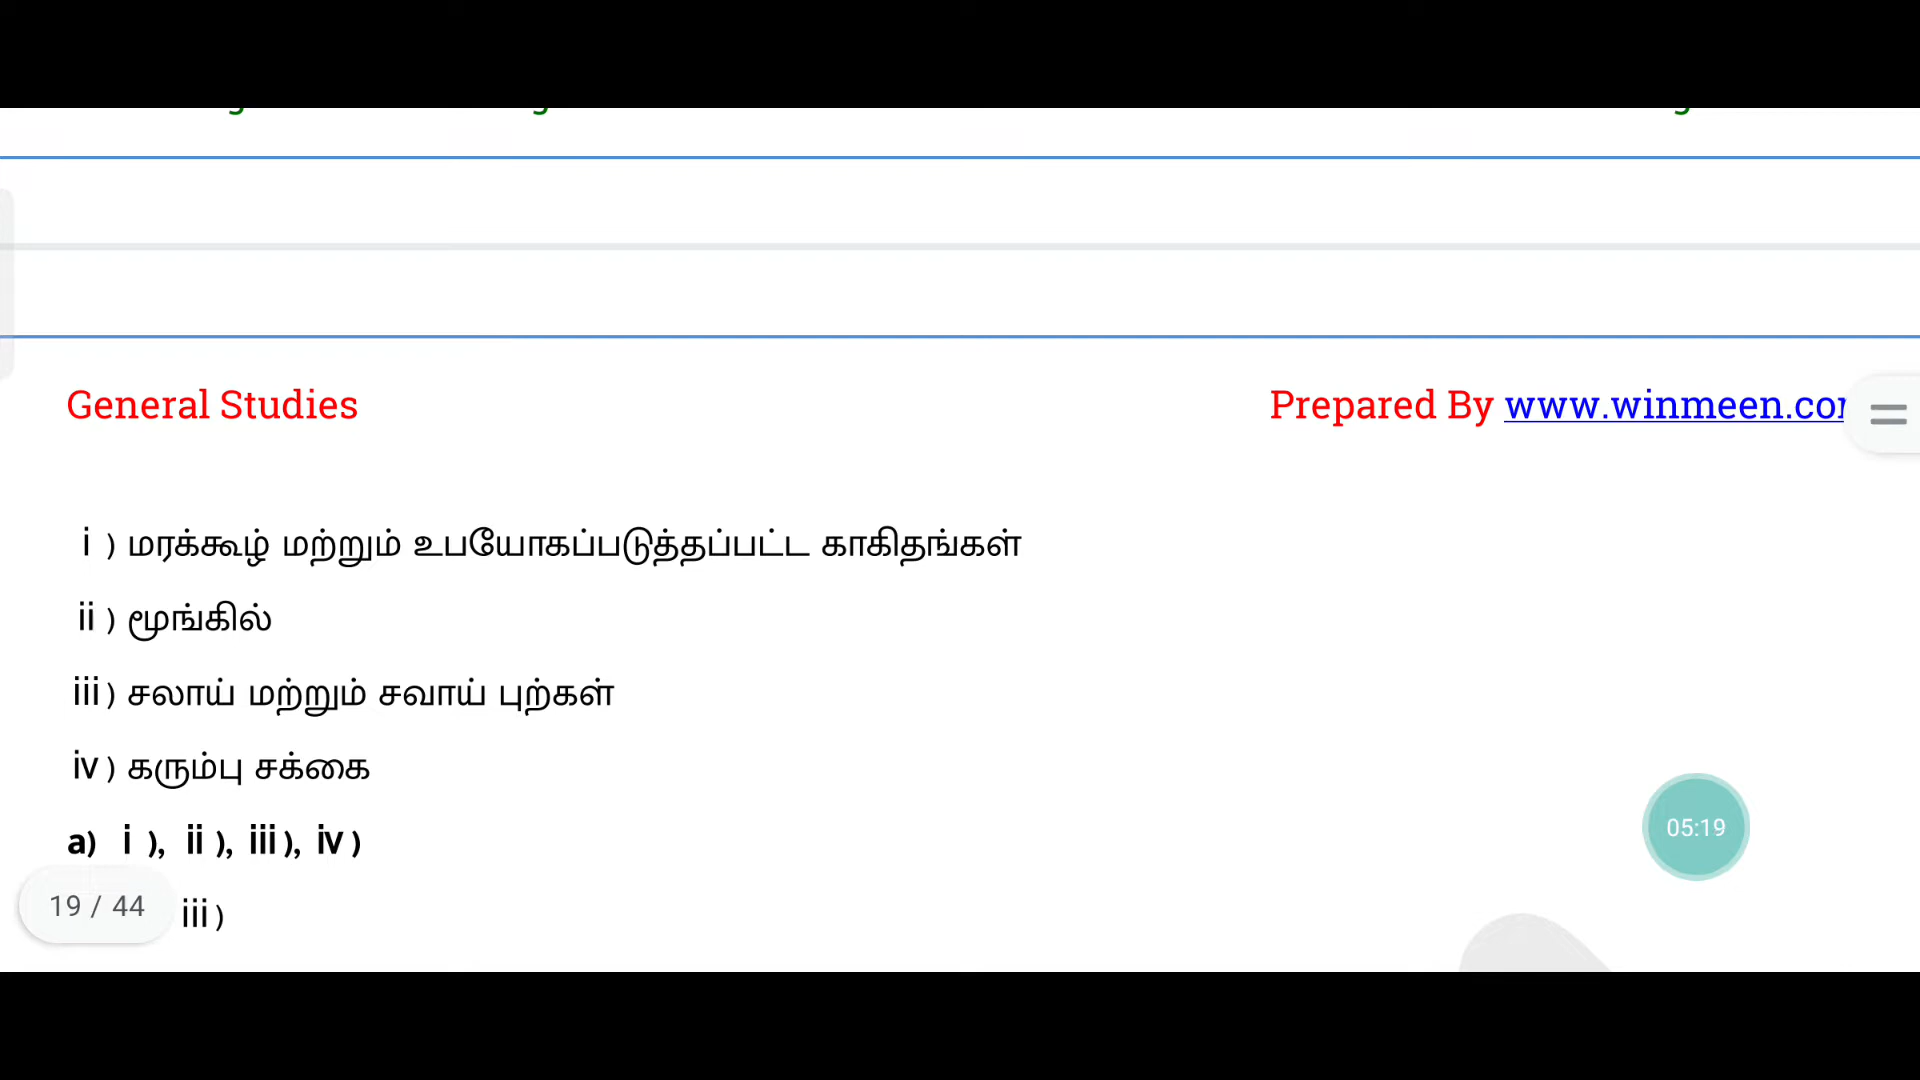 General Studies
Prepared By www.winmeen.co
i ) மரக்கூழ் மற்றும் உபயோகப்படுத்தப்பட்ட காகிதங்கள்
ii ) மூங்கில்
iii ) சலாய் மற்றும் சவாய் புற்கள்
iv ) கரும்பு சக்கை
a) i ), ii ), iii ), iv )
05:19
19 / 44
iii )